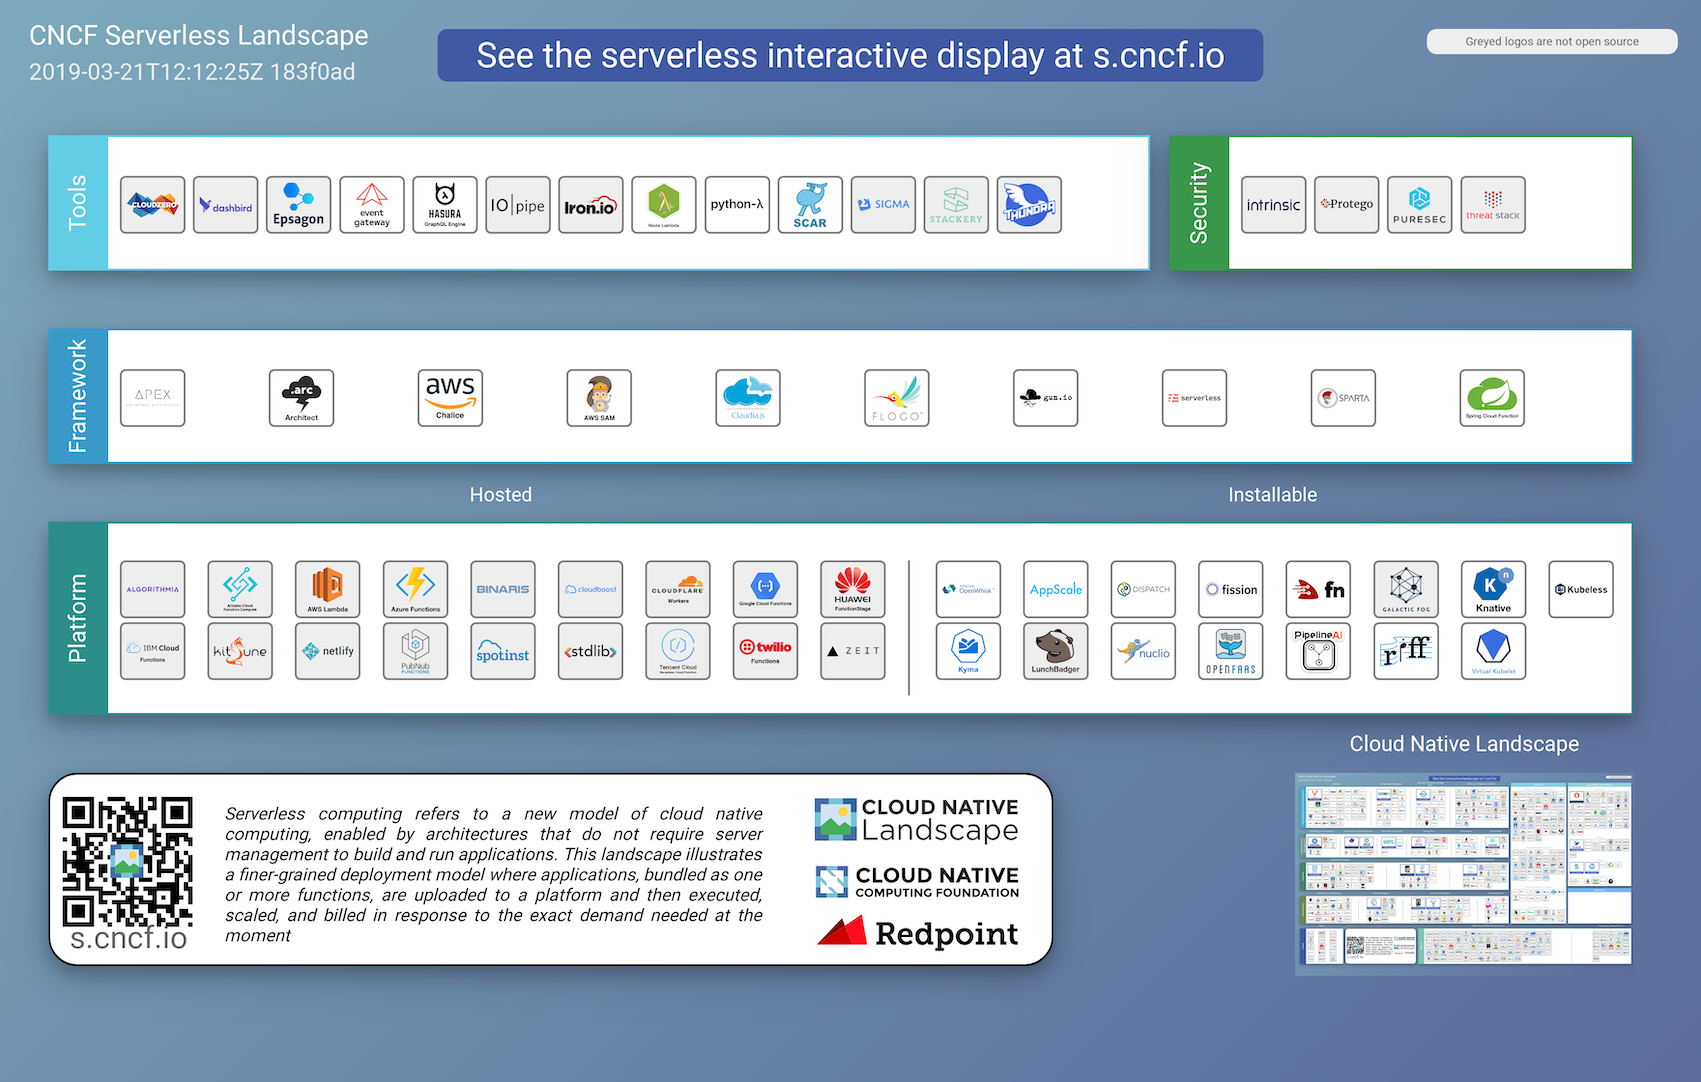 CNCF Serverless Landscape
2019-03-21T12:12:25Z 183f0ad
See the serverless interactive display at s.cncf.io
Greyed logos are not open source
Tools
CLOUDZERO
dashbird
Epsagon
event
gateway
HASURA
GraphQL Engine
IO|pipe
Iron.io
Node Lambda
python-λ
SCAR
SIGMA
STACKERY
THUNDRA
Security
intrinsic
Protego
PURESEC
threat stack
Framework
APEX
.arc
Architect
aws
Chalice
AWS SAM
Claudia.js
FLOGO
gun.io
serverless
SPARTA
Spring Cloud Function
Hosted
Installable
Platform
ALGORITHMIA
Alibaba Cloud
Function Compute
AWS Lambda
Azure Functions
BINARIS
cloudboost
CLOUDFLARE
Workers
Google Cloud Functions
HUAWEI
FunctionStage
APACHE
OpenWhisk
AppScale
DISPATCH
fission
fn
GALACTIC FOG
K n
Knative
Kubeless
IBM Cloud
Functions
kitsune
netlify
PubNub
FUNCTIONS
spotinst
<stdlib>
Tencent Cloud
Serverless Cloud Function
twilio
Functions
ZEIT
Kyma
LunchBadger
nuclio
OPENFAAS
PipelineAI
riff
Virtual Kubelet
Cloud Native Landscape
s.cncf.io
Serverless computing refers to a new model of cloud native
computing, enabled by architectures that do not require server
management to build and run applications. This landscape illustrates
a finer-grained deployment model where applications, bundled as one
or more functions, are uploaded to a platform and then executed,
scaled, and billed in response to the exact demand needed at the
moment
CLOUD NATIVE
Landscape
CLOUD NATIVE
COMPUTING FOUNDATION
Redpoint